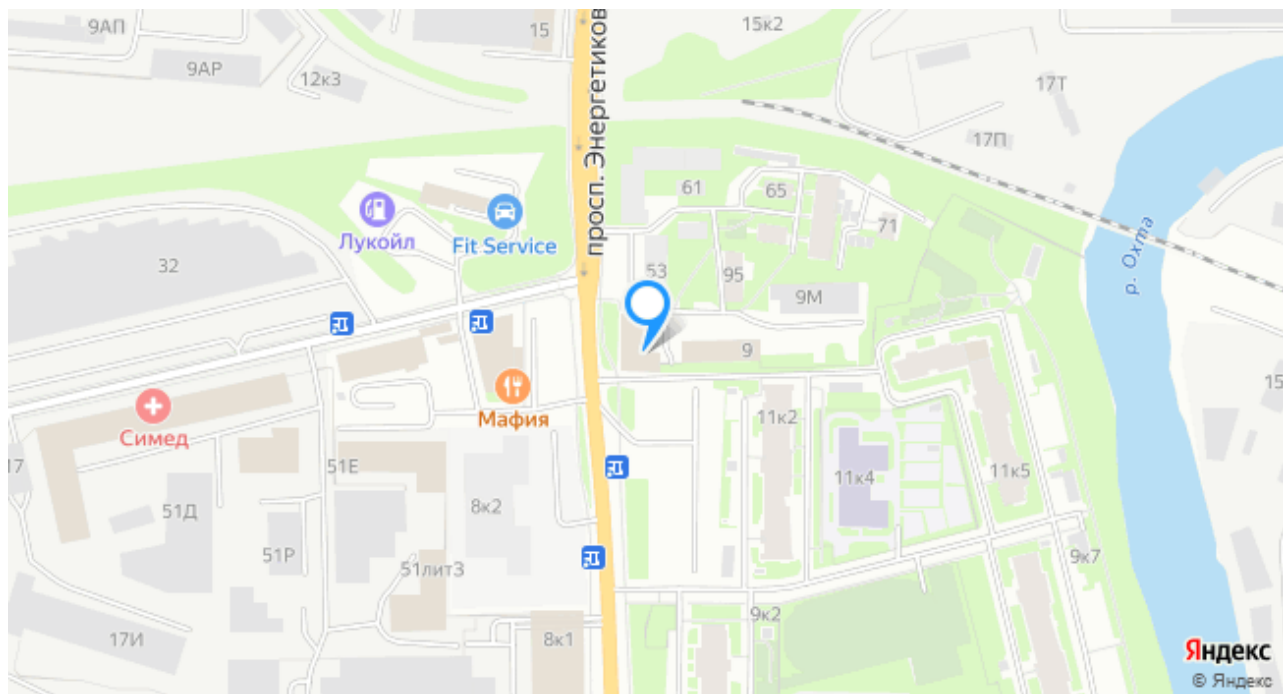 9АП
15
15к2
9АР
12к3
17Т
17П
просп. Энергетиков
61
65
71
Лукойл
Fit Service
р. Охта
32
53
95
9М
9
15
Мафия
11к2
Симед
17
51Е
11к4
11к5
51Д
8к2
51Р
51лит3
9к7
9к2
17И
8к1
Яндекс
© Яндекс